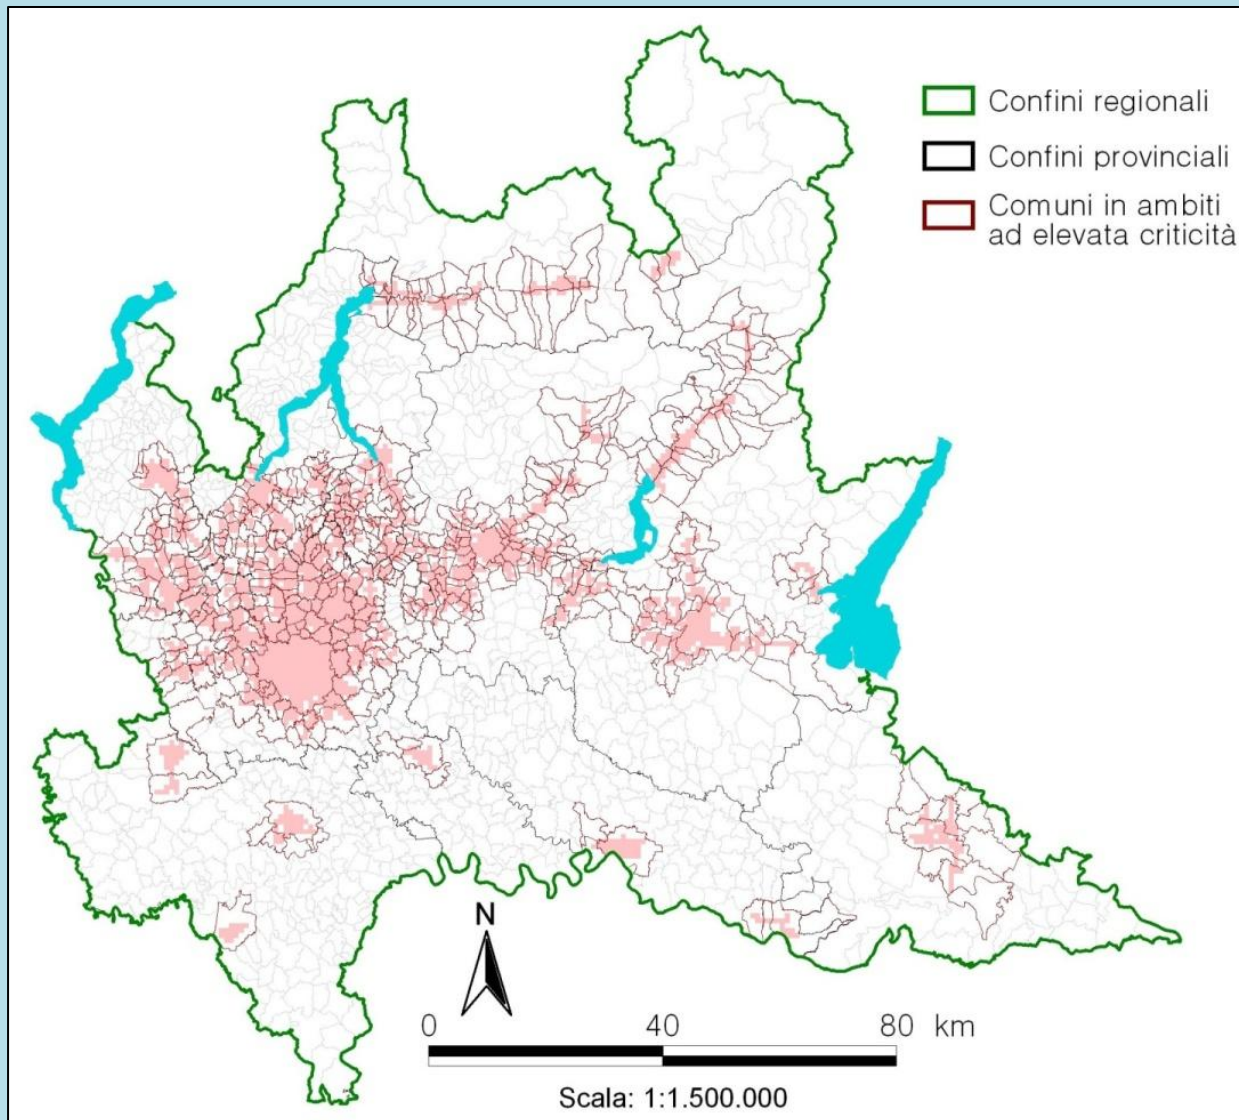 Confini regionali
Confini provinciali
Comuni in ambiti
ad elevata criticità
N
0 40 80 km
Scala: 1:1.500.000